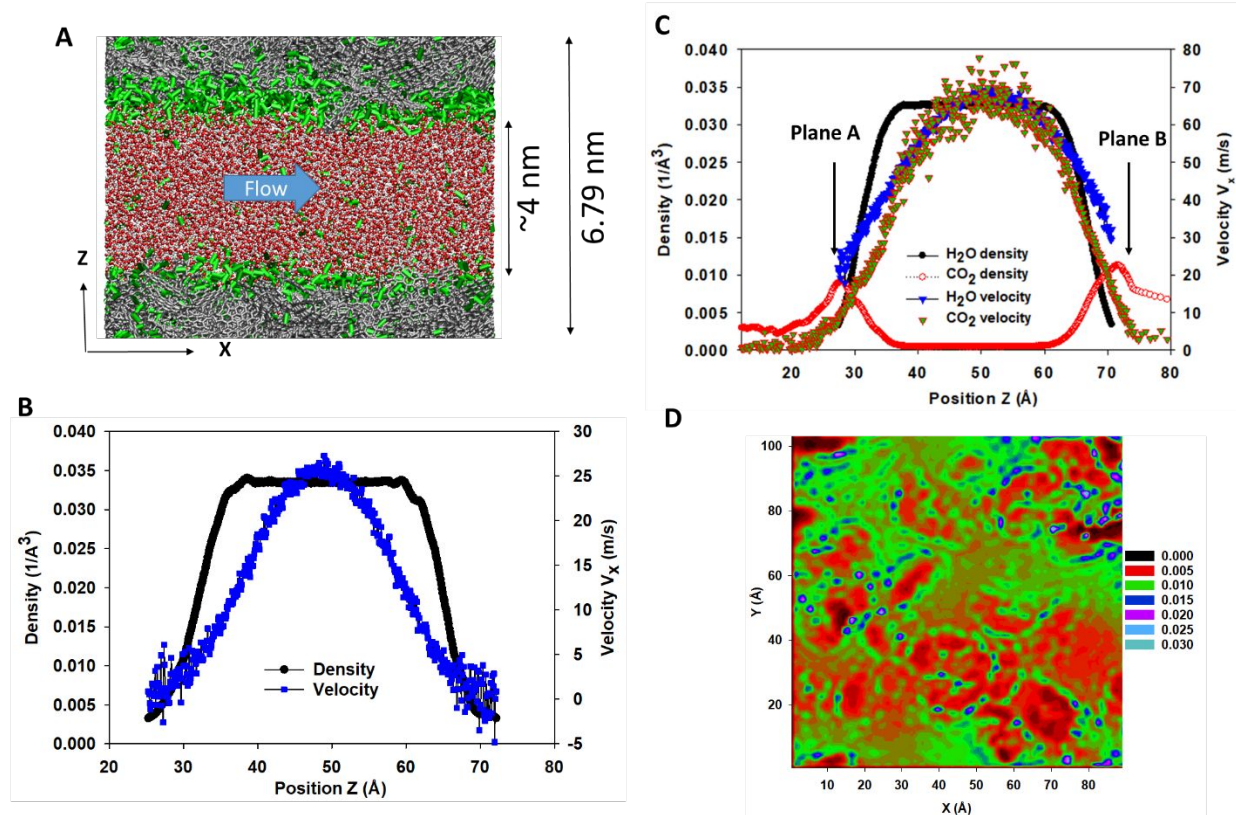 A
Flow
Z
X
~4 nm
6.79 nm
B
0.040
0.035
0.030
0.025
0.020
0.015
0.010
0.005
0.000
Density (1/A³)
30
25
20
15
10
5
0
-5
Velocity Vₓ (m/s)
Density
Velocity
20 30 40 50 60 70 80
Position Z (Å)
C
0.040
0.035
0.030
0.025
0.020
0.015
0.010
0.005
0.000
Density (1/Å³)
80
70
60
50
40
30
20
10
0
Velocity Vₓ (m/s)
Plane A
Plane B
H₂O density
CO₂ density
H₂O velocity
CO₂ velocity
20 30 40 50 60 70 80
Position Z (Å)
D
100
80
60
40
20
Y (Å)
10 20 30 40 50 60 70 80
X (Å)
0.000
0.005
0.010
0.015
0.020
0.025
0.030